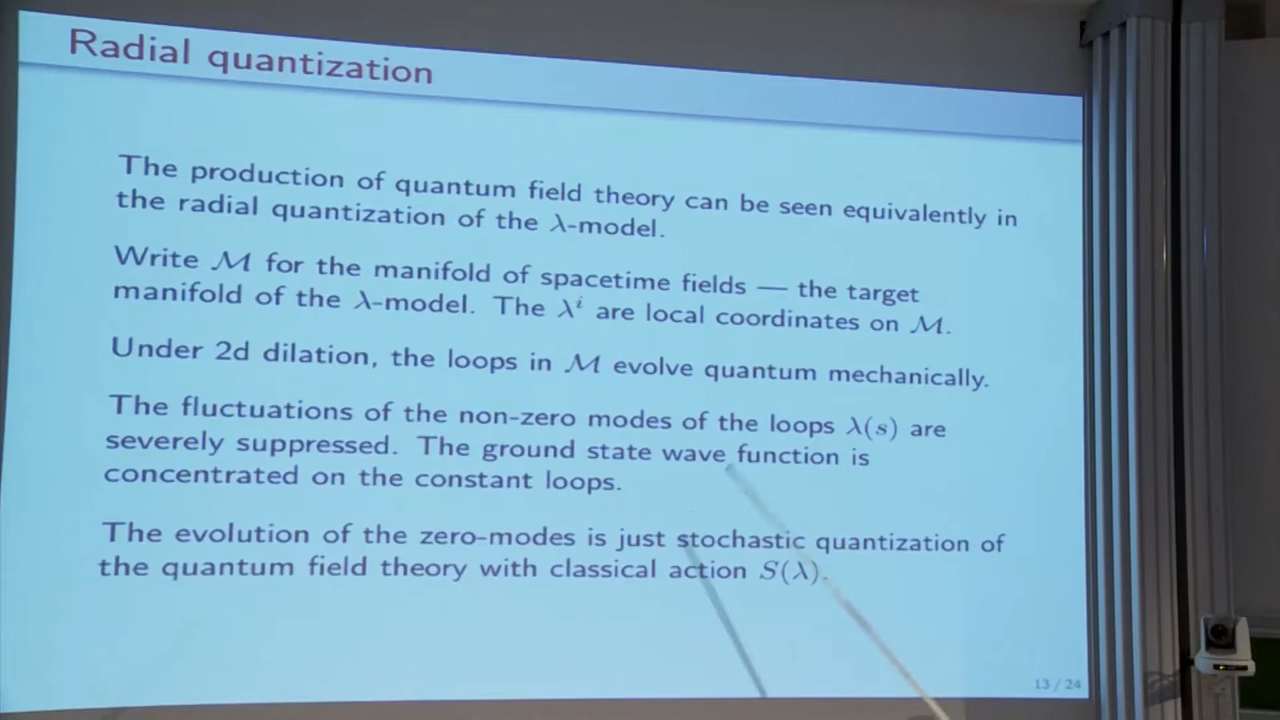 Radial quantization
The production of quantum field theory can be seen equivalently in
the radial quantization of the λ-model.
Write ℳ for the manifold of spacetime fields — the target
manifold of the λ-model. The λⁱ are local coordinates on ℳ.
Under 2d dilation, the loops in ℳ evolve quantum mechanically.
The fluctuations of the non-zero modes of the loops λ(s) are
severely suppressed. The ground state wave function is
concentrated on the constant loops.
The evolution of the zero-modes is just stochastic quantization of
the quantum field theory with classical action S(λ).
13 / 24